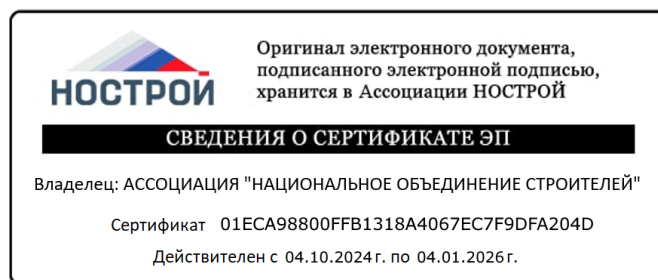 НОСТРОЙ
Оригинал электронного документа,
подписанного электронной подписью,
хранится в Ассоциации НОСТРОЙ
СВЕДЕНИЯ О СЕРТИФИКАТЕ ЭП
Владелец: АССОЦИАЦИЯ "НАЦИОНАЛЬНОЕ ОБЪЕДИНЕНИЕ СТРОИТЕЛЕЙ"
Сертификат 01ECA98800FFB1318A4067EC7F9DFA204D
Действителен с 04.10.2024 г. по 04.01.2026 г.